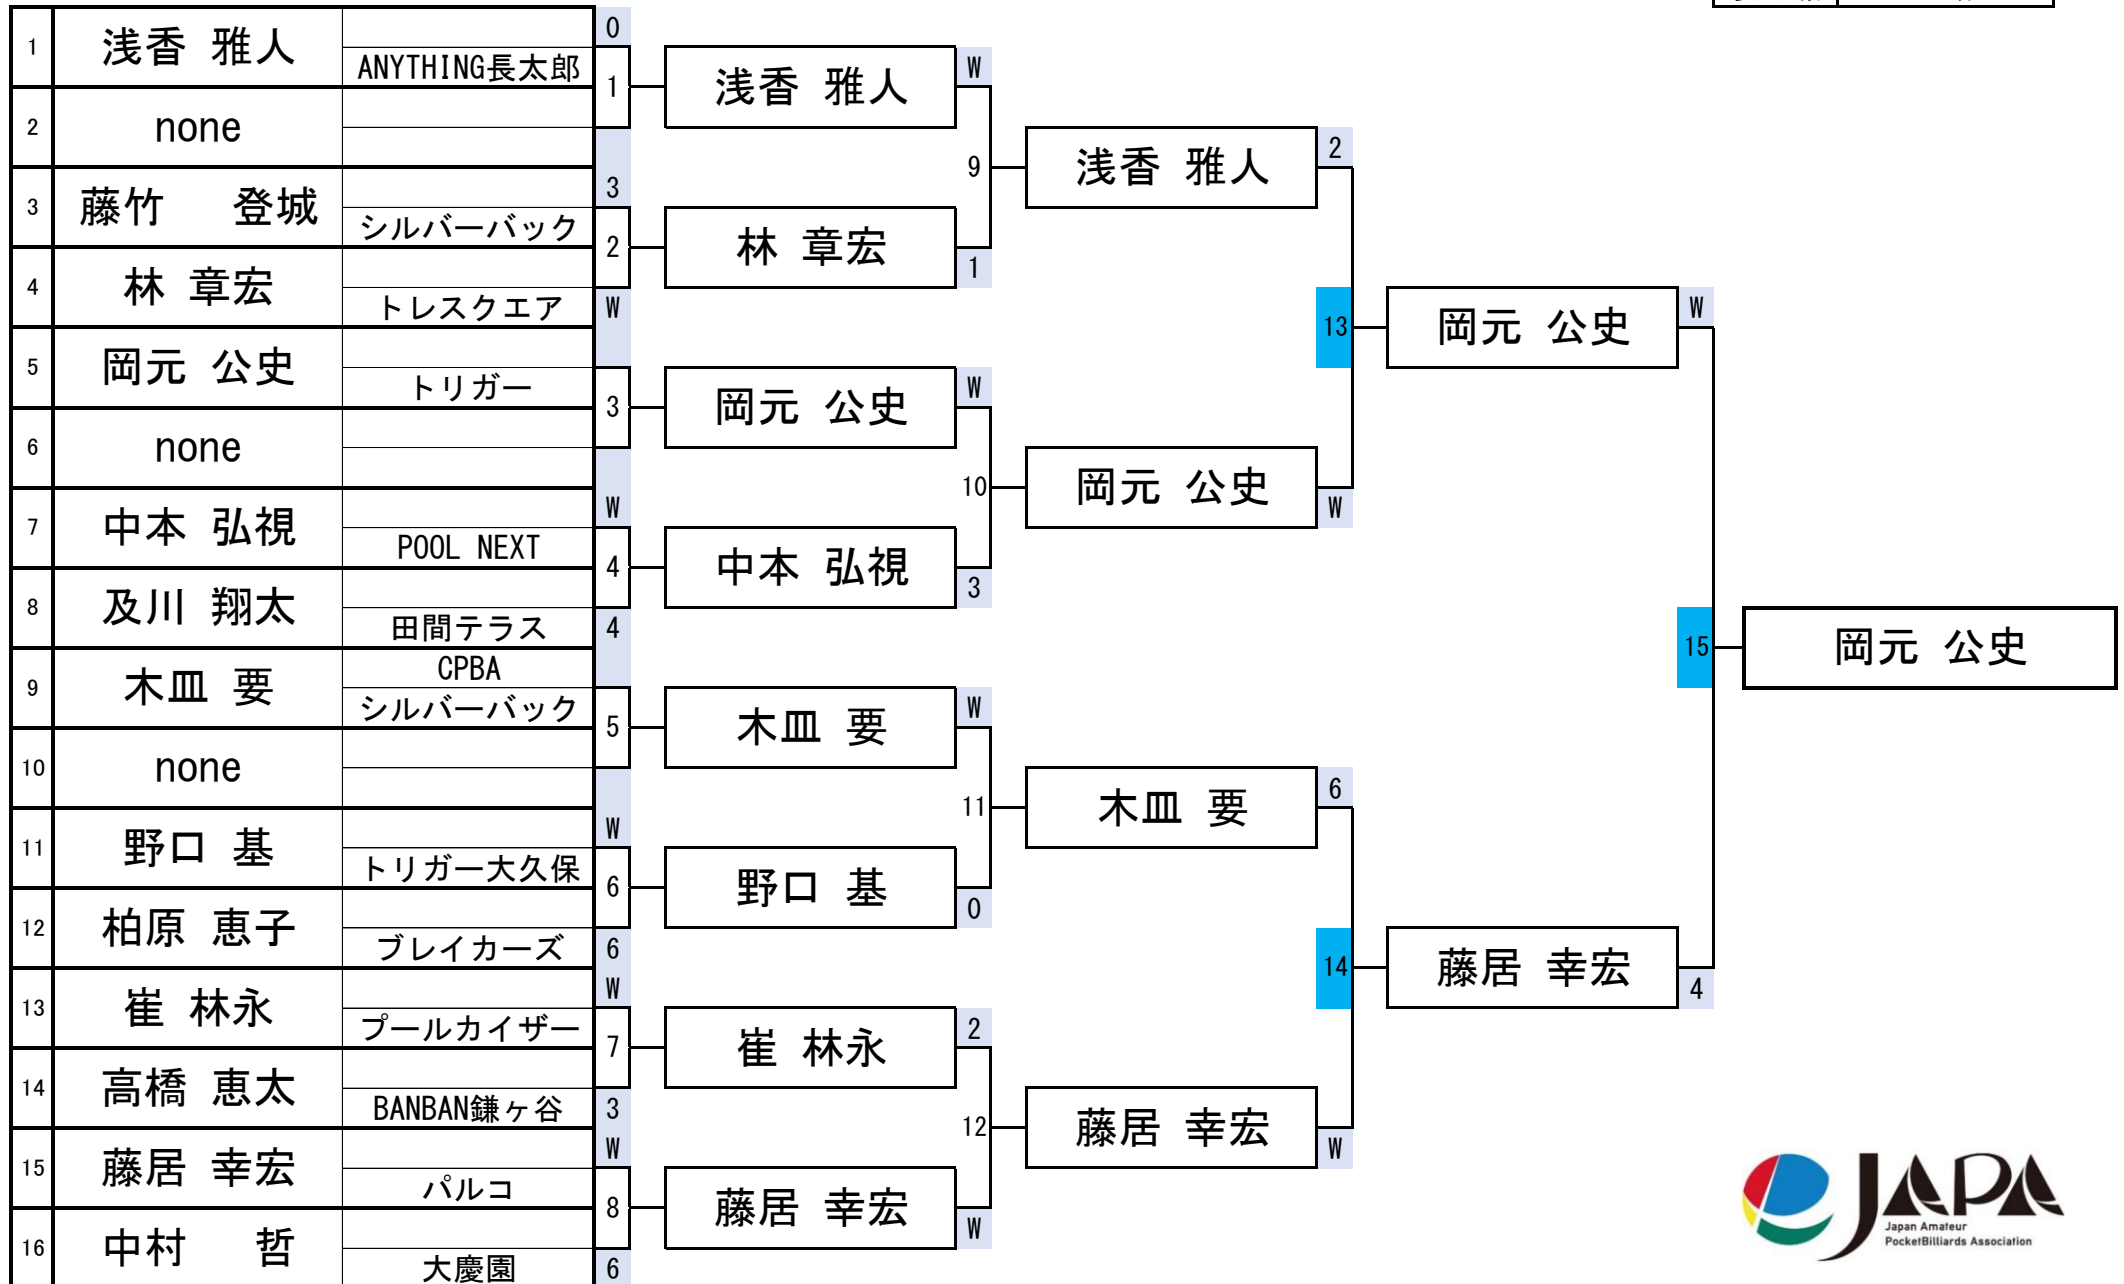 1 浅香 雅人 ANYTHING長太郎 0
2 none
1
3 藤竹 登城 シルバーバック 3
4 林 章宏 トレスクエア W
2
5 岡元 公史 トリガー
6 none
3
7 中本 弘視 POOL NEXT W
8 及川 翔太 田間テラス 4
4
9 木皿 要 CPBA シルバーバック
10 none
5
11 野口 基 トリガー大久保 W
12 柏原 恵子 ブレイカーズ 6
6
13 崔 林永 プールカイザー W
14 高橋 恵太 BANBAN鎌ヶ谷 3
7
15 藤居 幸宏 パルコ W
16 中村 哲 大慶園 6
8
浅香 雅人 W
9
林 章宏 1
岡元 公史 W
10
中本 弘視 3
木皿 要 W
11
野口 基 0
崔 林永 2
12
藤居 幸宏 W
浅香 雅人 2
13
岡元 公史 W
木皿 要 6
14
藤居 幸宏 W
岡元 公史 W
15
藤居 幸宏 4
岡元 公史
JAPA
Japan Amateur
PocketBilliards Association